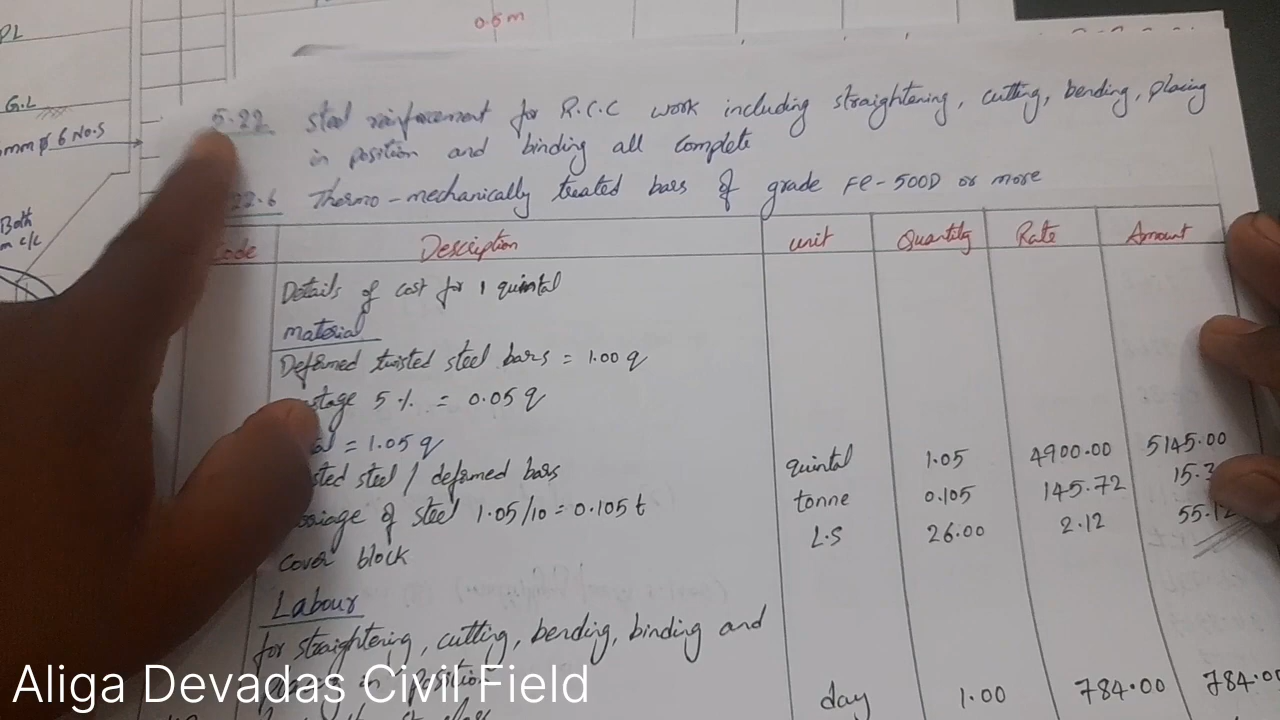 0.6m
PL
G.L
mm ϕ 6 No.S
Both
m c/c
5.22 steel reinforcement for R.C.C work including straightening, cutting, bending, placing
in position and binding all complete
22.6 Thermo-mechanically treated bars of grade Fe-500D or more
Code Description unit Quantity Rate Amount
Details of cost for 1 quintal
Material
Deformed twisted steel bars = 1.00 q
5 % = 0.05 q
= 1.05 q
steel / deformed bars quintal 1.05 4900.00 5145.00
of steel 1.05/10 = 0.105 t tonne 0.105 145.72 15.3
Cover block L.S 26.00 2.12 55.12
Labour
for straightening, cutting, bending, binding and
in position
day 1.00 784.00 784.00
Aliga Devadas Civil Field